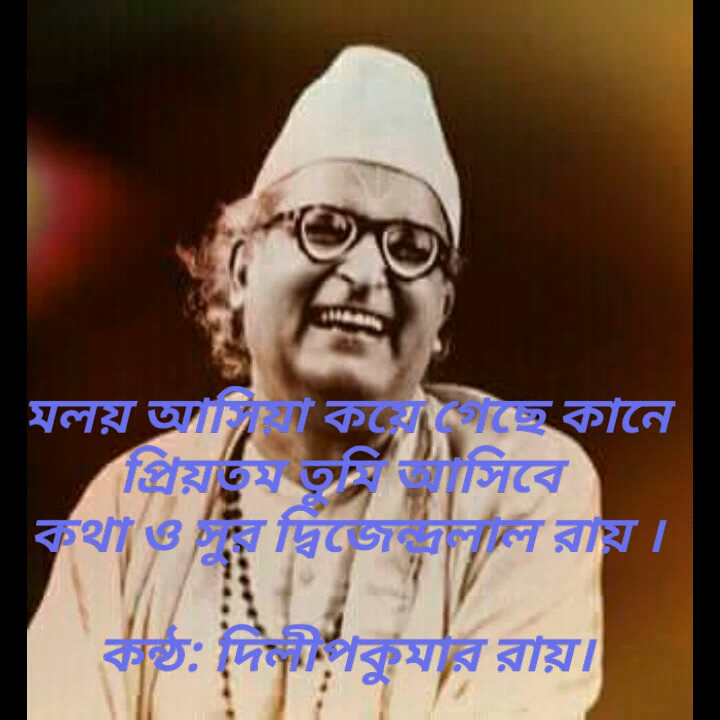 মলয় আসিয়া কয়ে গেছে কানে
প্রিয়তম তুমি আসিবে
কথা ও সুর দ্বিজেন্দ্রলাল রায় ।
কন্ঠ: দিলীপকুমার রায়।